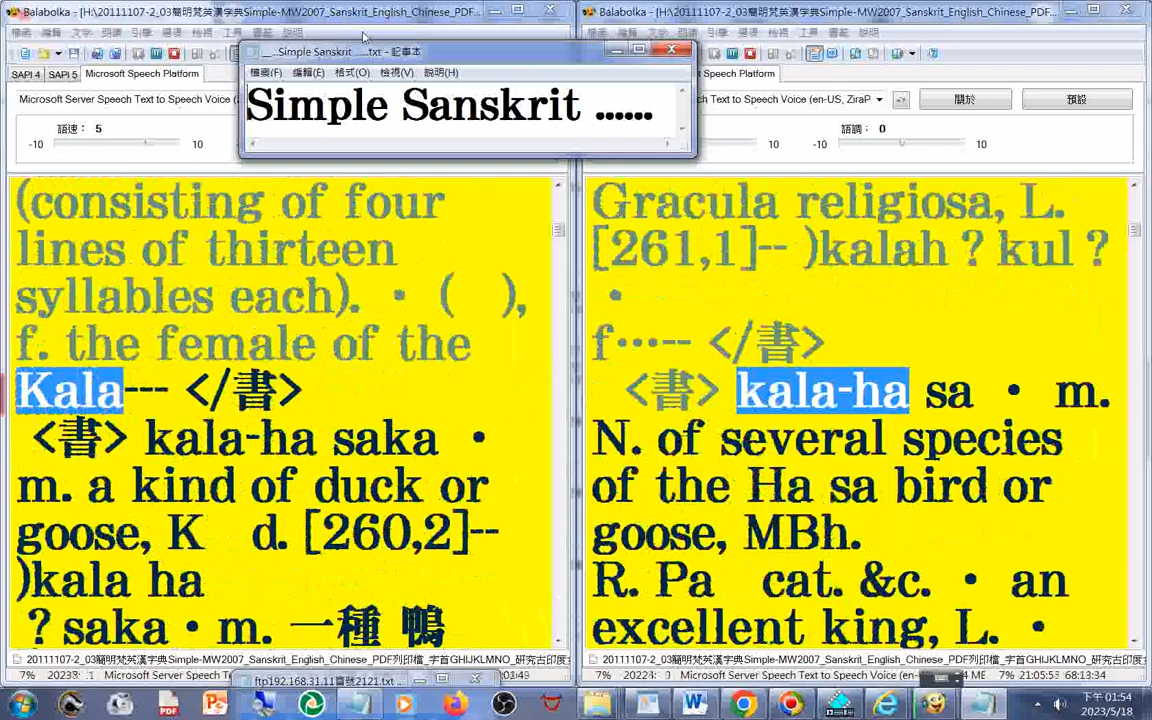 Balabolka - [H:\20111107-2_03簡明梵英漢字典Simple-MW2007_Sanskrit_English_Chinese_PDF...
Balabolka - [H:\20111107-2_03簡明梵英漢字典Simple-MW2007_Sanskrit_English_Chinese_PDF...
__...Simple Sanskrit ......txt - 記事本
檔案(F) 編輯(E) 格式(O) 檢視(V) 說明(H)
Simple Sanskrit ......
SAPI 4 SAPI 5 Microsoft Speech Platform
Microsoft Server Speech Text to Speech Voice
語速： 5
-10 10
Text to Speech Voice (en-US, ZiraP
關於 預設
語調： 0
10 -10 10
(consisting of four
lines of thirteen
syllables each). • ( ),
f. the female of the
Kala--- </書>
<書> kala-ha saka •
m. a kind of duck or
goose, K d. [260,2]--
)kala ha
? saka • m. 一種 鴨
Gracula religiosa, L.
[261,1]-- )kalah ? kul ?
•
f…-- </書>
<書> kala-ha sa • m.
N. of several species
of the Ha sa bird or
goose, MBh.
R. Pa cat. &c. • an
excellent king, L. •
20111107-2_03簡明梵英漢字典Simple-MW2007_Sanskrit_English_Chinese_PDF列印檔_字首GHIJKLMNO_研究古印度
20111107-2_03簡明梵英漢字典Simple-MW2007_Sanskrit_English_Chinese_PDF列印檔_字首GHIJKLMNO_研究古印度
7% Microsoft Server Speech Text to Speech Voice
7% 21:05:53 68:13:34
下午 01:54
2023/5/18